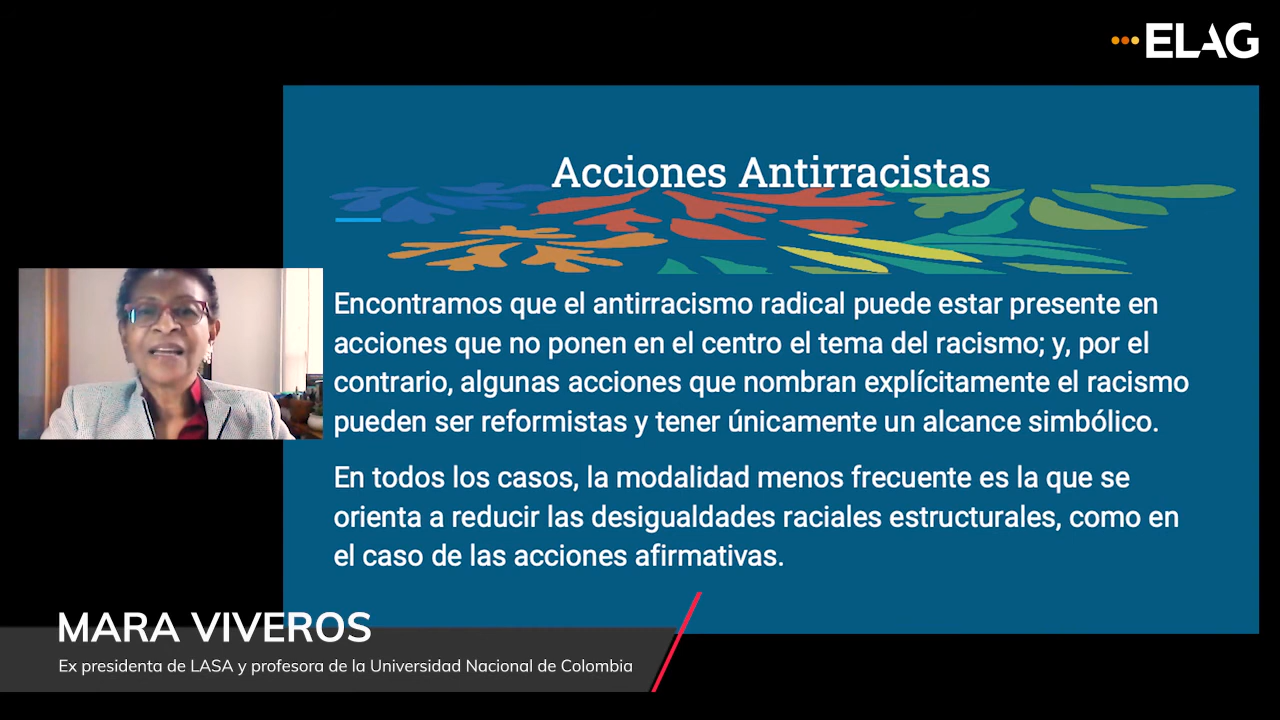 ELAG
Acciones Antirracistas
Encontramos que el antirracismo radical puede estar presente en
acciones que no ponen en el centro el tema del racismo; y, por el
contrario, algunas acciones que nombran explícitamente el racismo
pueden ser reformistas y tener únicamente un alcance simbólico.
En todos los casos, la modalidad menos frecuente es la que se
orienta a reducir las desigualdades raciales estructurales, como en
el caso de las acciones afirmativas.
MARA VIVEROS
Ex presidenta de LASA y profesora de la Universidad Nacional de Colombia